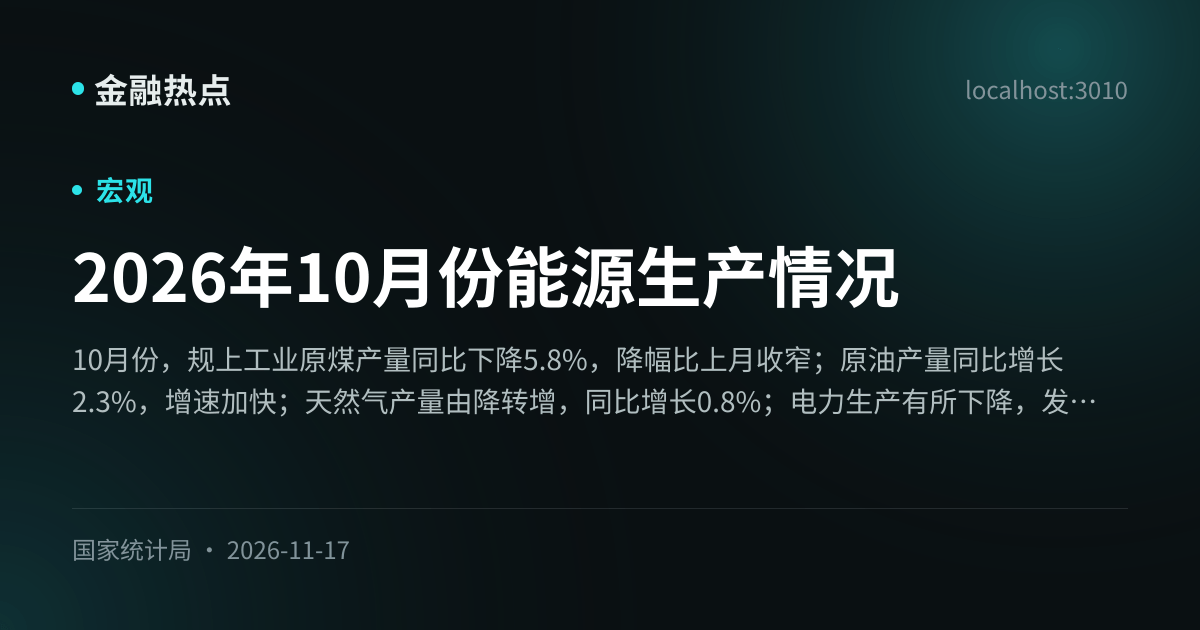 金融热点
localhost:3010
宏观
2026年10月份能源生产情况
10月份，规上工业原煤产量同比下降5.8%，降幅比上月收窄；原油产量同比增长
2.3%，增速加快；天然气产量由降转增，同比增长0.8%；电力生产有所下降，发…
国家统计局 · 2026-11-17